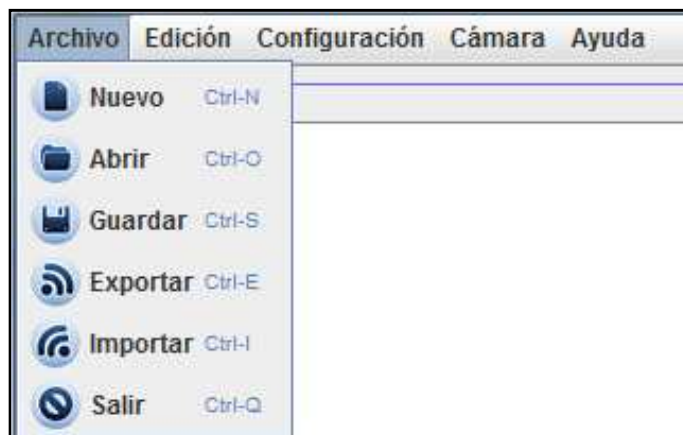 Archivo Edición Configuración Cámara Ayuda
Nuevo Ctrl-N
Abrir Ctrl-O
Guardar Ctrl-S
Exportar Ctrl-E
Importar Ctrl-I
Salir Ctrl-Q